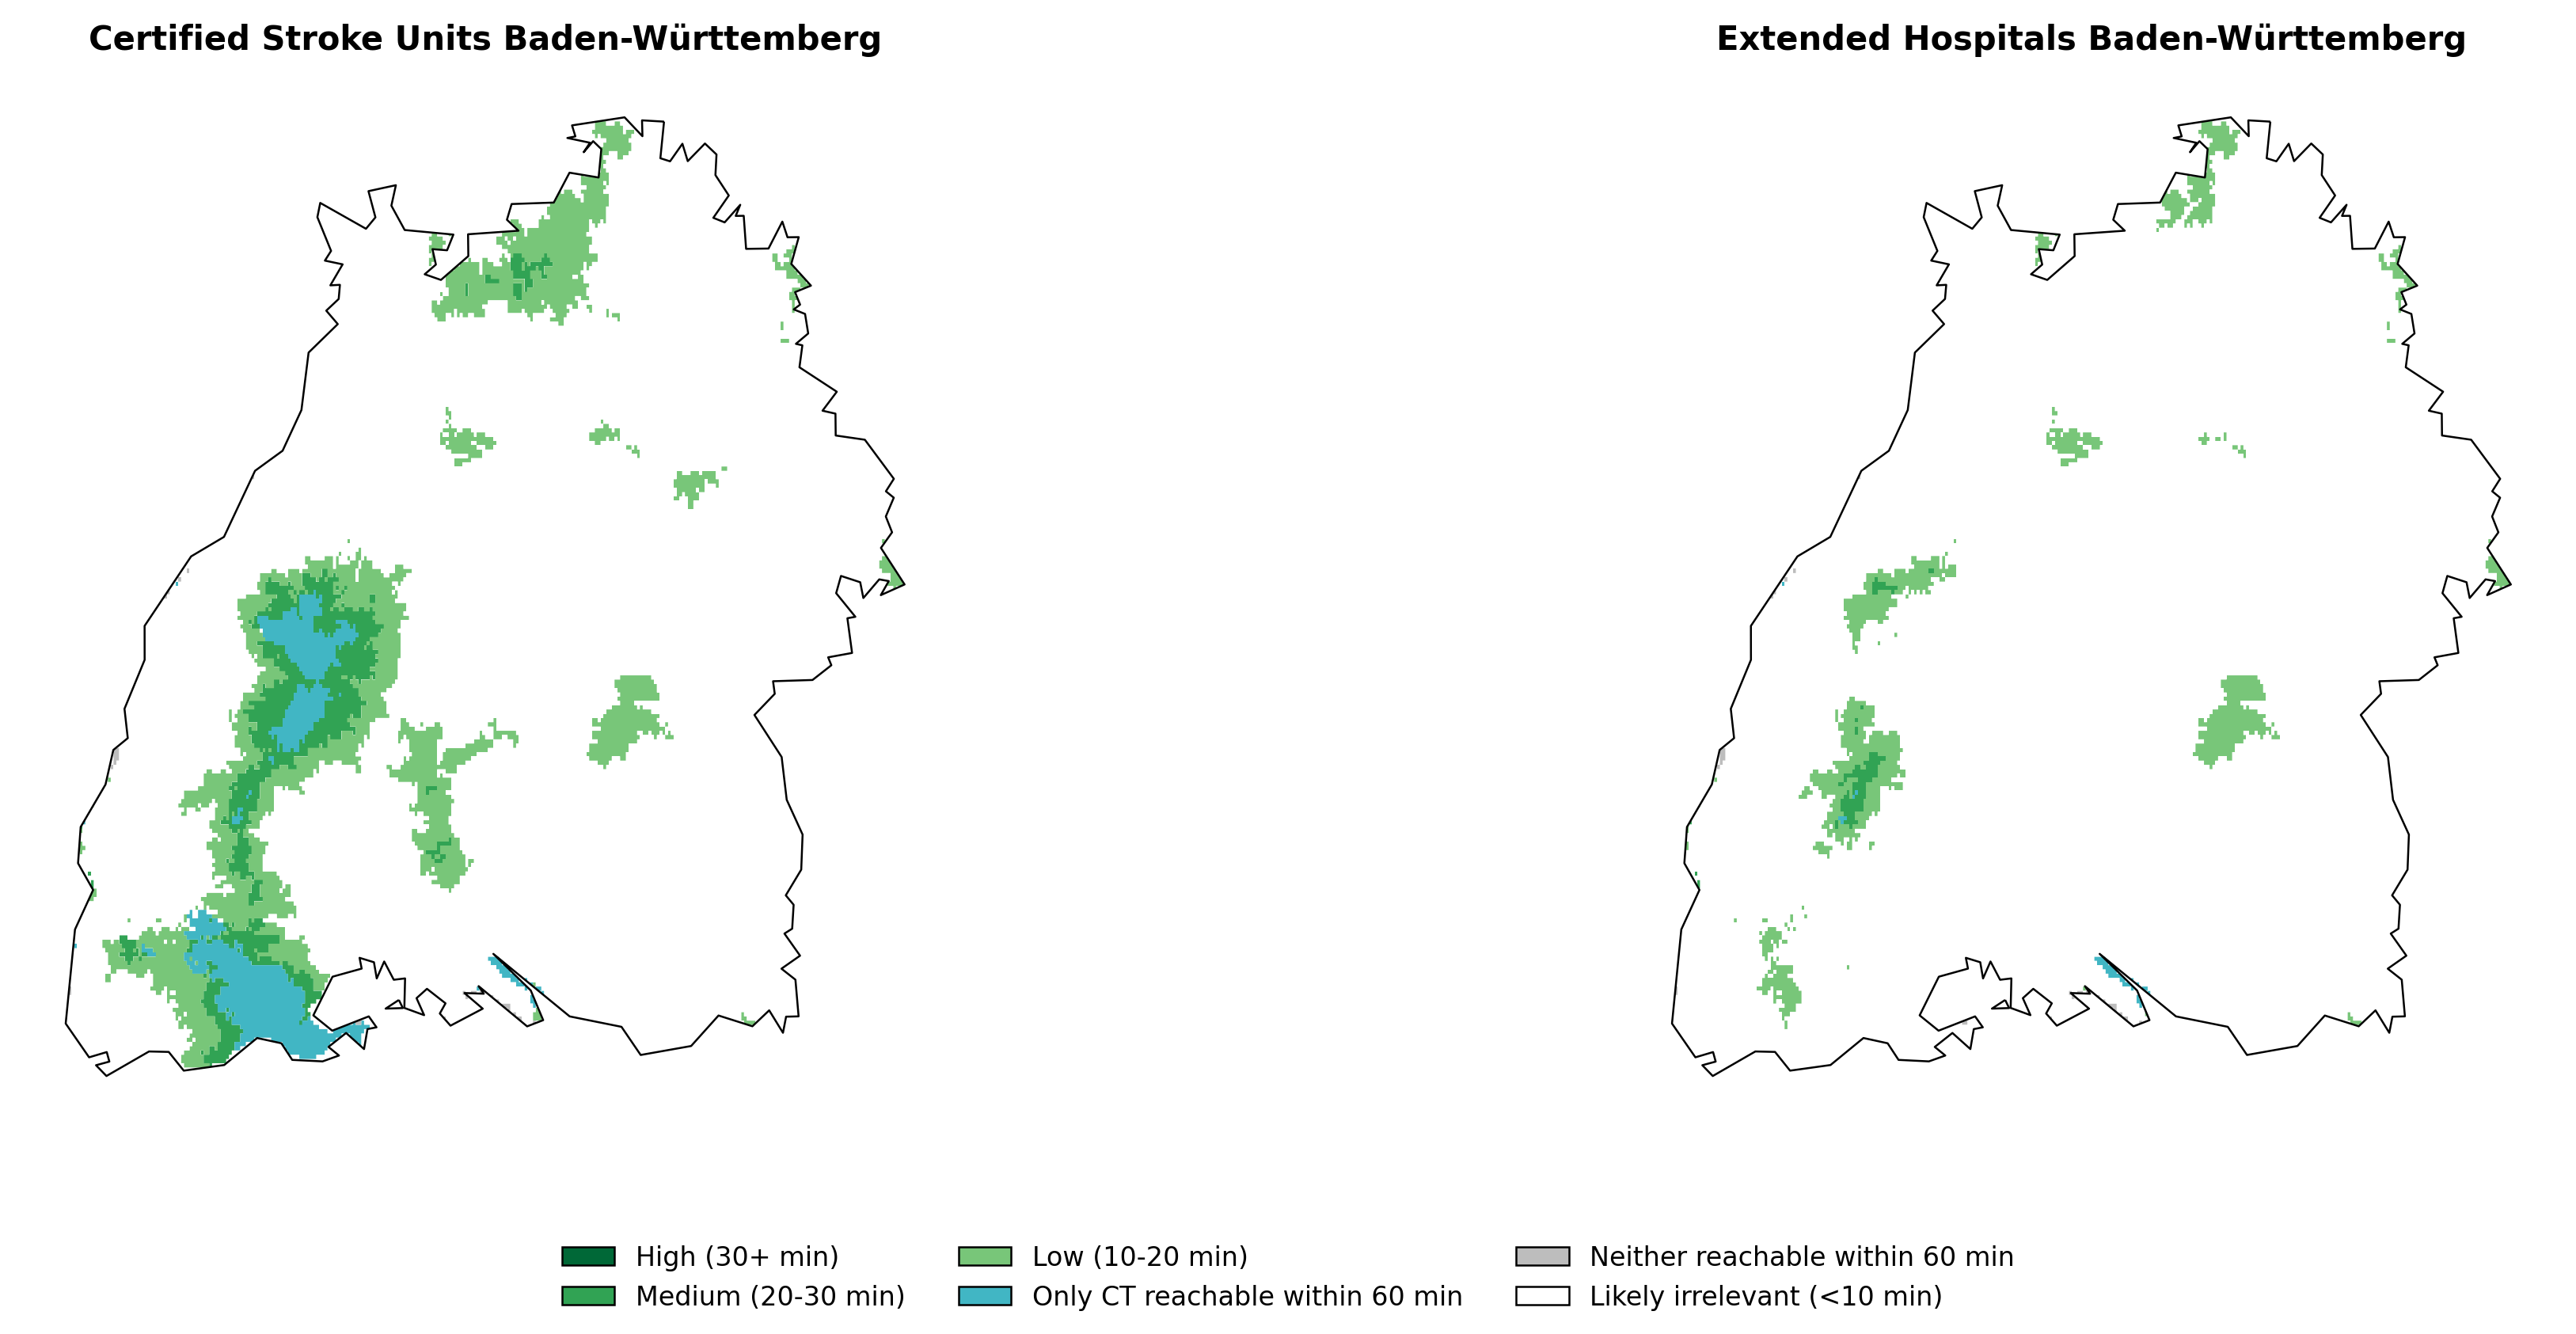 Certified Stroke Units Baden-Württemberg
Extended Hospitals Baden-Württemberg
High (30+ min)
Medium (20-30 min)
Low (10-20 min)
Only CT reachable within 60 min
Neither reachable within 60 min
Likely irrelevant (<10 min)